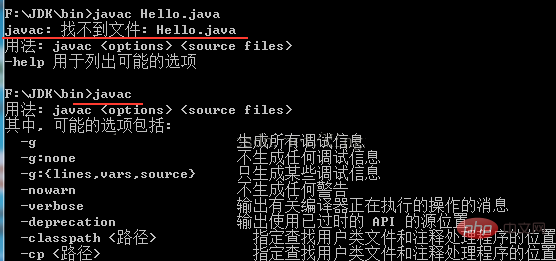 F:\JDK\bin>javac Hello.java
javac: 找不到文件: Hello.java
用法: javac <options> <source files>
-help 用于列出可能的选项
F:\JDK\bin>javac
用法: javac <options> <source files>
其中, 可能的选项包括:
-g 生成所有调试信息
-g:none 不生成任何调试信息
-g:{lines,vars,source} 只生成某些调试信息
-nowarn 不生成任何警告
-verbose 输出有关编译器正在执行的操作的消息
-deprecation 输出使用已过时的 API 的源位置
-classpath <路径> 指定查找用户类文件和注释处理程序的位置
-cp <路径> 指定查找用户类文件和注释处理程序的位置
php 中文网